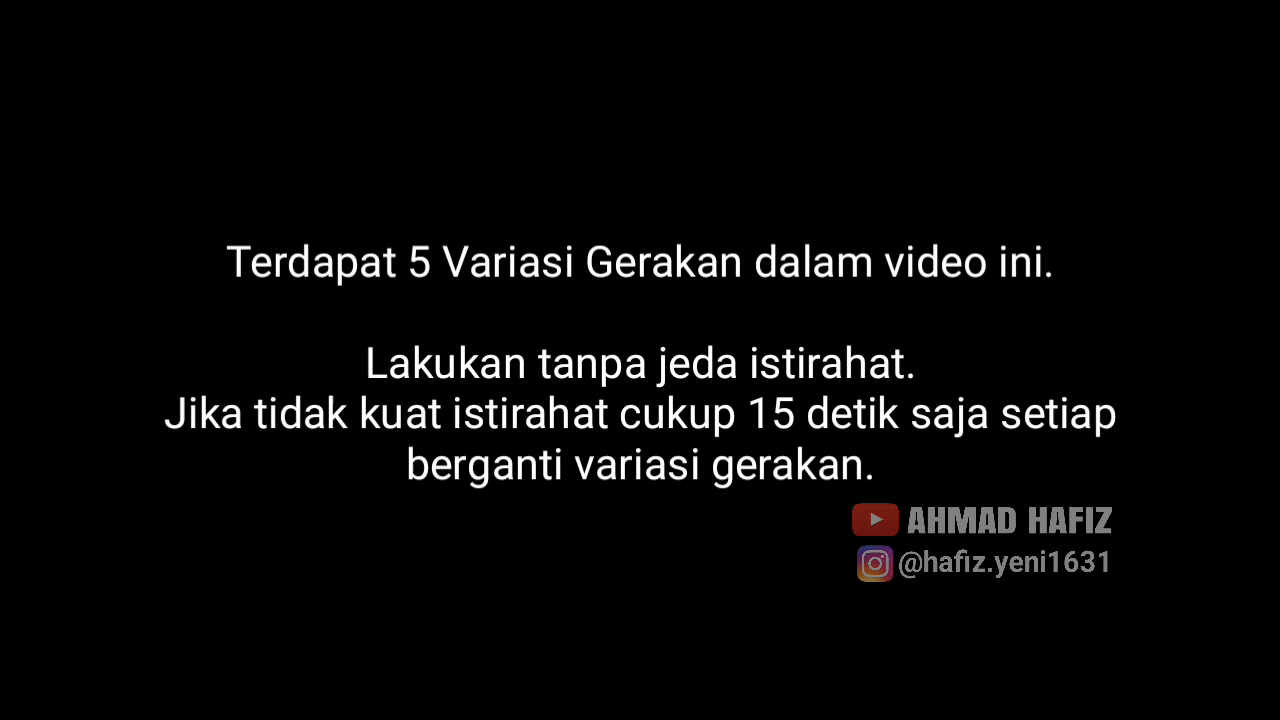 Terdapat 5 Variasi Gerakan dalam video ini.
Lakukan tanpa jeda istirahat.
Jika tidak kuat istirahat cukup 15 detik saja setiap
berganti variasi gerakan.
AHMAD HAFIZ
@hafiz.yeni1631